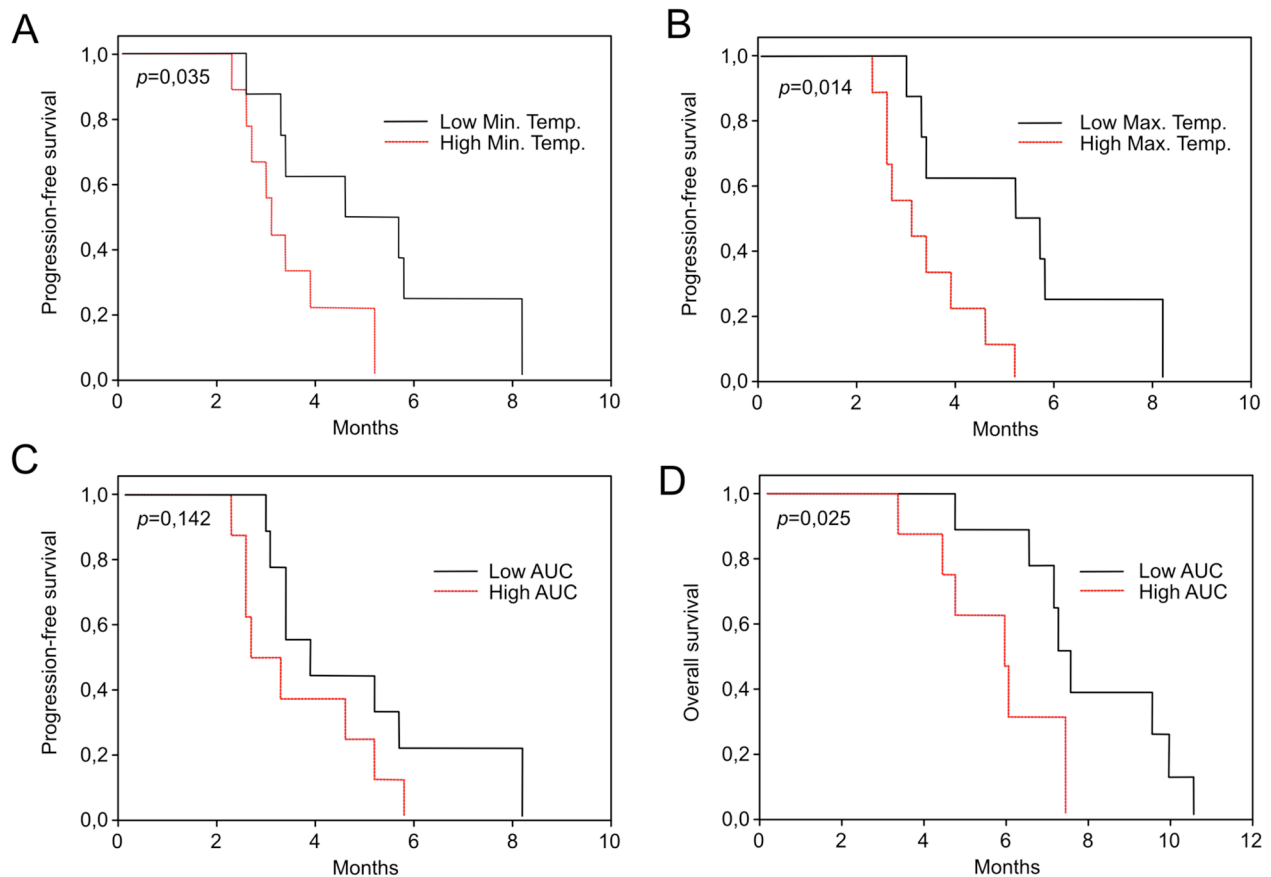 A
Progression-free survival
1,0
0,8
0,6
0,4
0,2
0,0
p=0,035
Low Min. Temp.
High Min. Temp.
0 2 4 6 8 10
Months
B
Progression-free survival
1,0
0,8
0,6
0,4
0,2
0,0
p=0,014
Low Max. Temp.
High Max. Temp.
0 2 4 6 8 10
Months
C
Progression-free survival
1,0
0,8
0,6
0,4
0,2
0,0
p=0,142
Low AUC
High AUC
0 2 4 6 8 10
Months
D
Overall survival
1,0
0,8
0,6
0,4
0,2
0,0
p=0,025
Low AUC
High AUC
0 2 4 6 8 10 12
Months